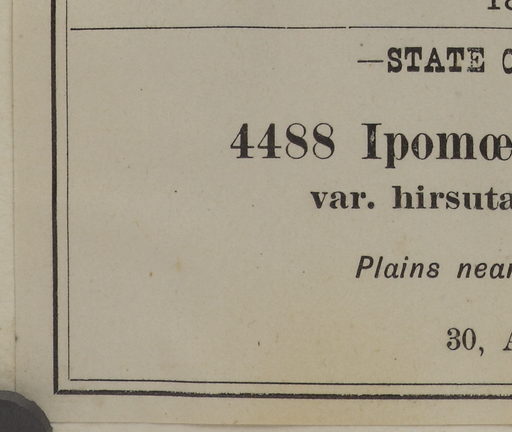 —STATE
4488 Ipomœ
var. hirsuta
Plains near
30,